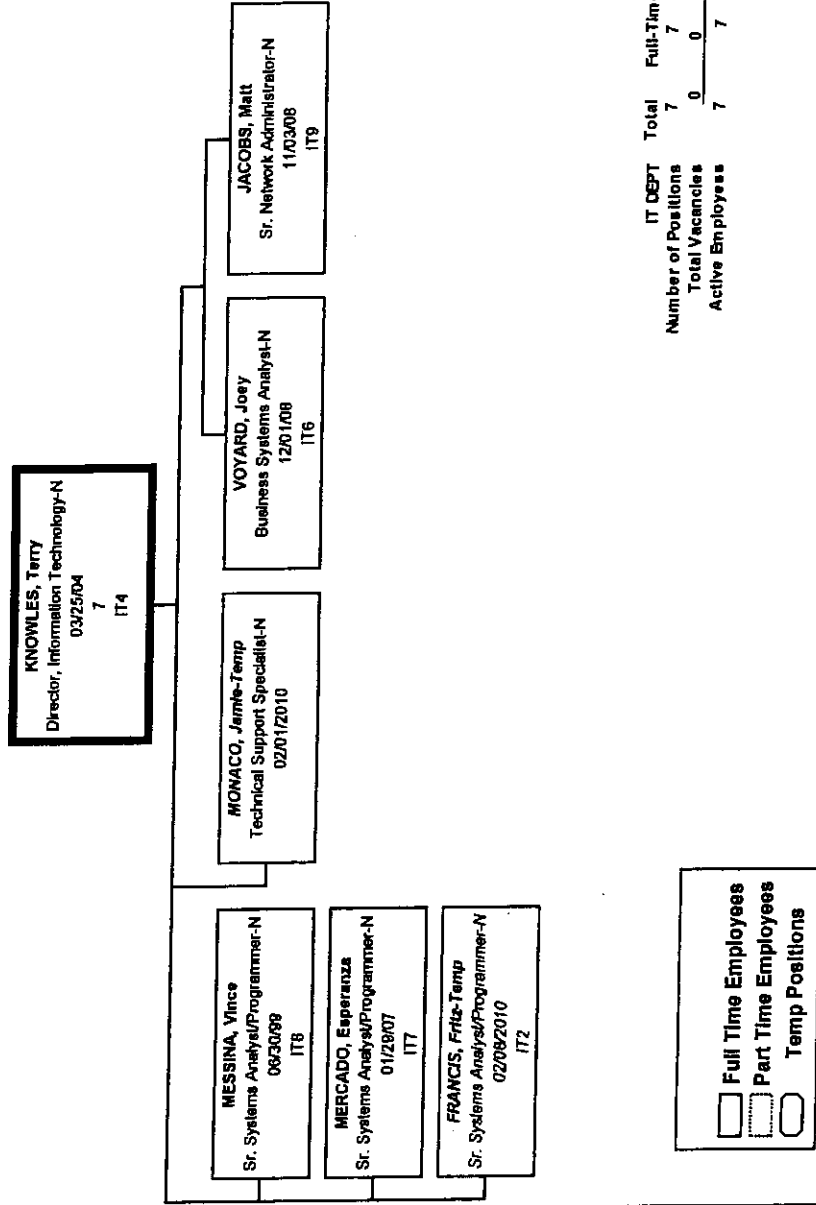 KNOWLES, Terry
Director, Information Technology-N
03/25/04
7
IT4
MESSINA, Vince
Sr. Systems Analyst/Programmer-N
06/30/99
IT8
MERCADO, Esperanza
Sr. Systems Analyst/Programmer-N
01/29/07
IT7
FRANCIS, Fritz-Temp
Sr. Systems Analyst/Programmer-N
02/08/2010
IT2
MONACO, Jamie-Temp
Technical Support Specialist-N
02/01/2010
VOYARD, Joey
Business Systems Analyst-N
12/01/08
IT6
JACOBS, Matt
Sr. Network Administrator-N
11/03/08
IT9
Full Time Employees
Part Time Employees
Temp Positions
IT DEPT Total Full-Tim
Number of Positions 7 7
Total Vacancies 0 0
Active Employees 7 7